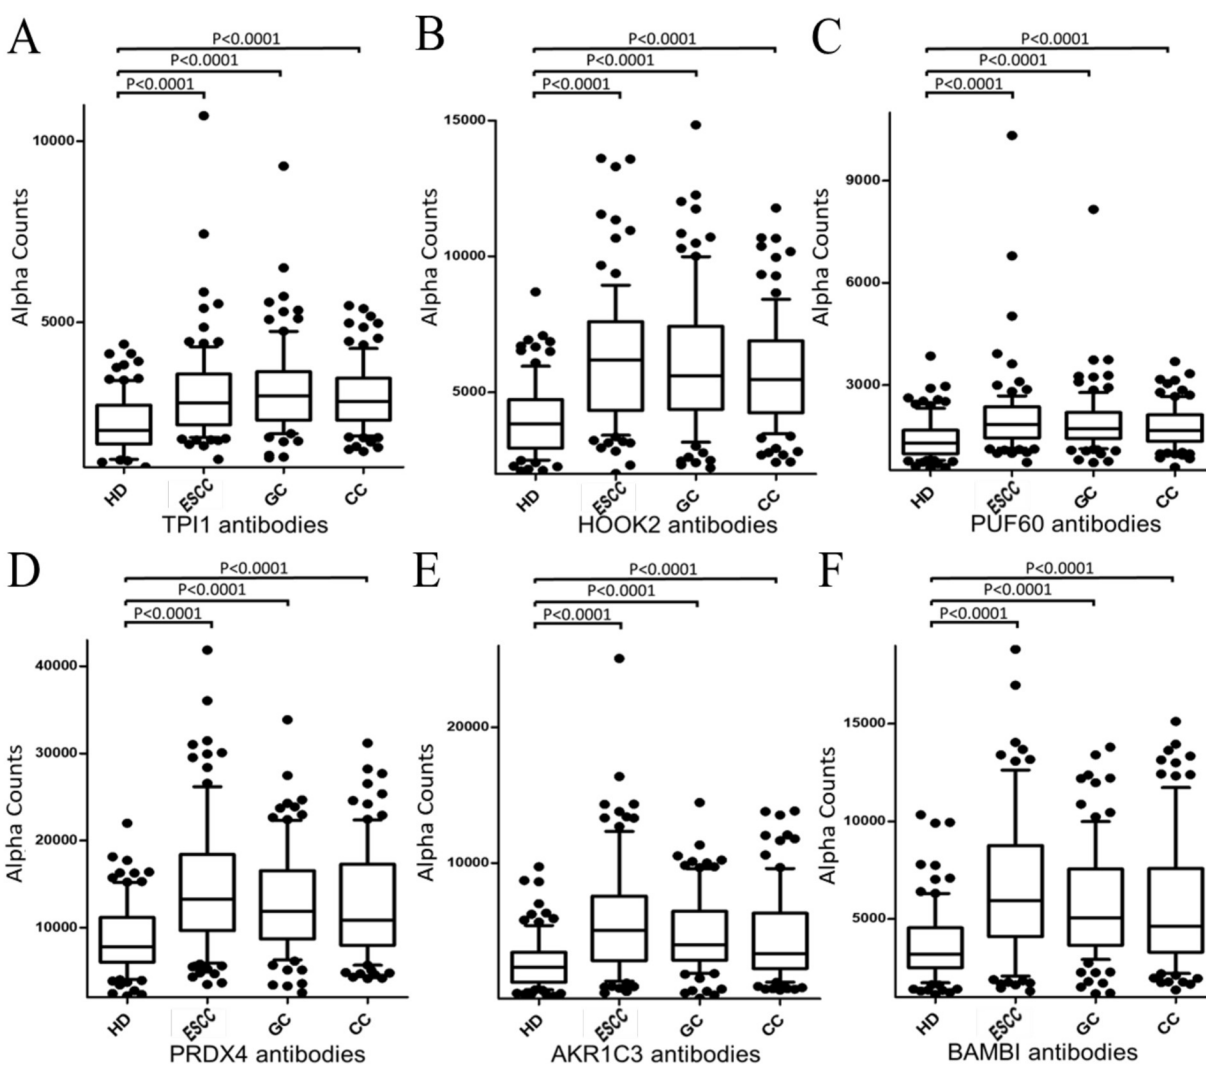 A
P<0.0001
P<0.0001
P<0.0001
10000
5000
Alpha Counts
HD
ESCC
GC
CC
TPI1 antibodies
B
P<0.0001
P<0.0001
P<0.0001
15000
10000
5000
Alpha Counts
HD
ESCC
GC
CC
HOOK2 antibodies
C
P<0.0001
P<0.0001
P<0.0001
9000
6000
3000
Alpha Counts
HD
ESCC
GC
CC
PUF60 antibodies
D
P<0.0001
P<0.0001
P<0.0001
40000
30000
20000
10000
Alpha Counts
HD
ESCC
GC
CC
PRDX4 antibodies
E
P<0.0001
P<0.0001
P<0.0001
20000
10000
Alpha Counts
HD
ESCC
GC
CC
AKR1C3 antibodies
F
P<0.0001
P<0.0001
P<0.0001
15000
10000
5000
Alpha Counts
HD
ESCC
GC
CC
BAMBI antibodies